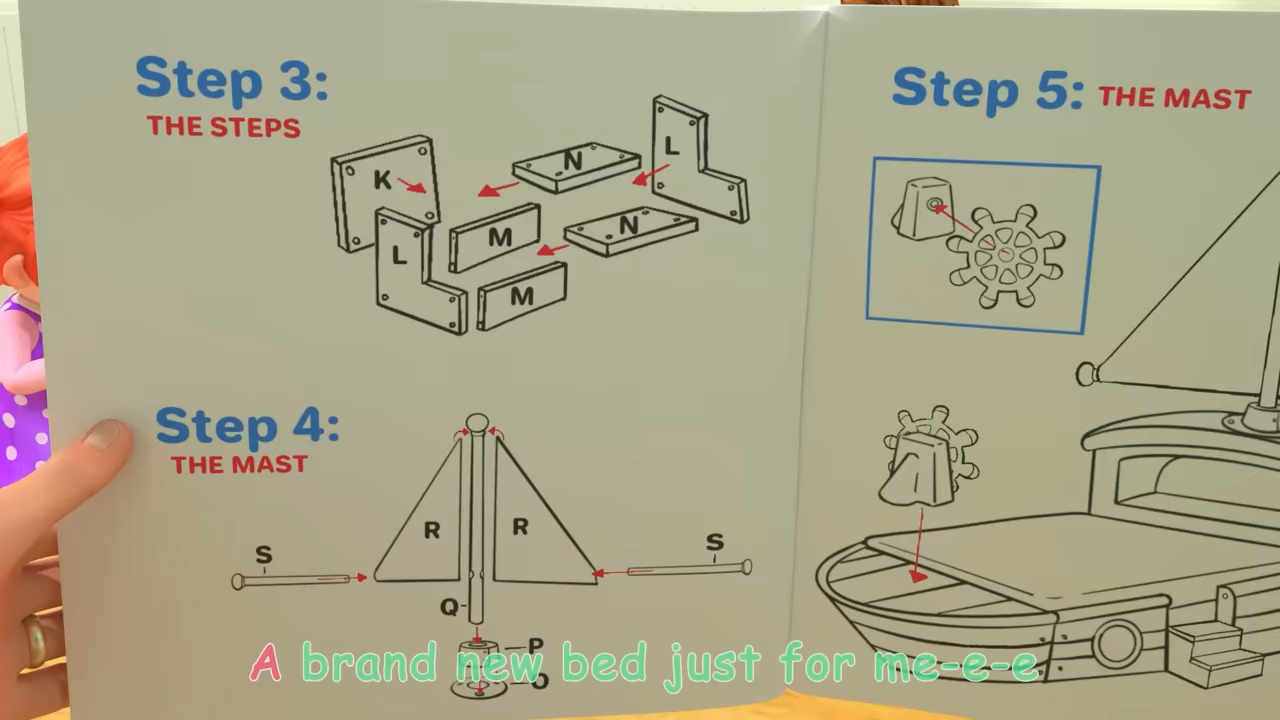 Step 3:
THE STEPS
K
N
L
L
M
N
M
Step 4:
THE MAST
R
R
S
S
Q
P
O
Step 5: THE MAST
A brand new bed just for me-e-e